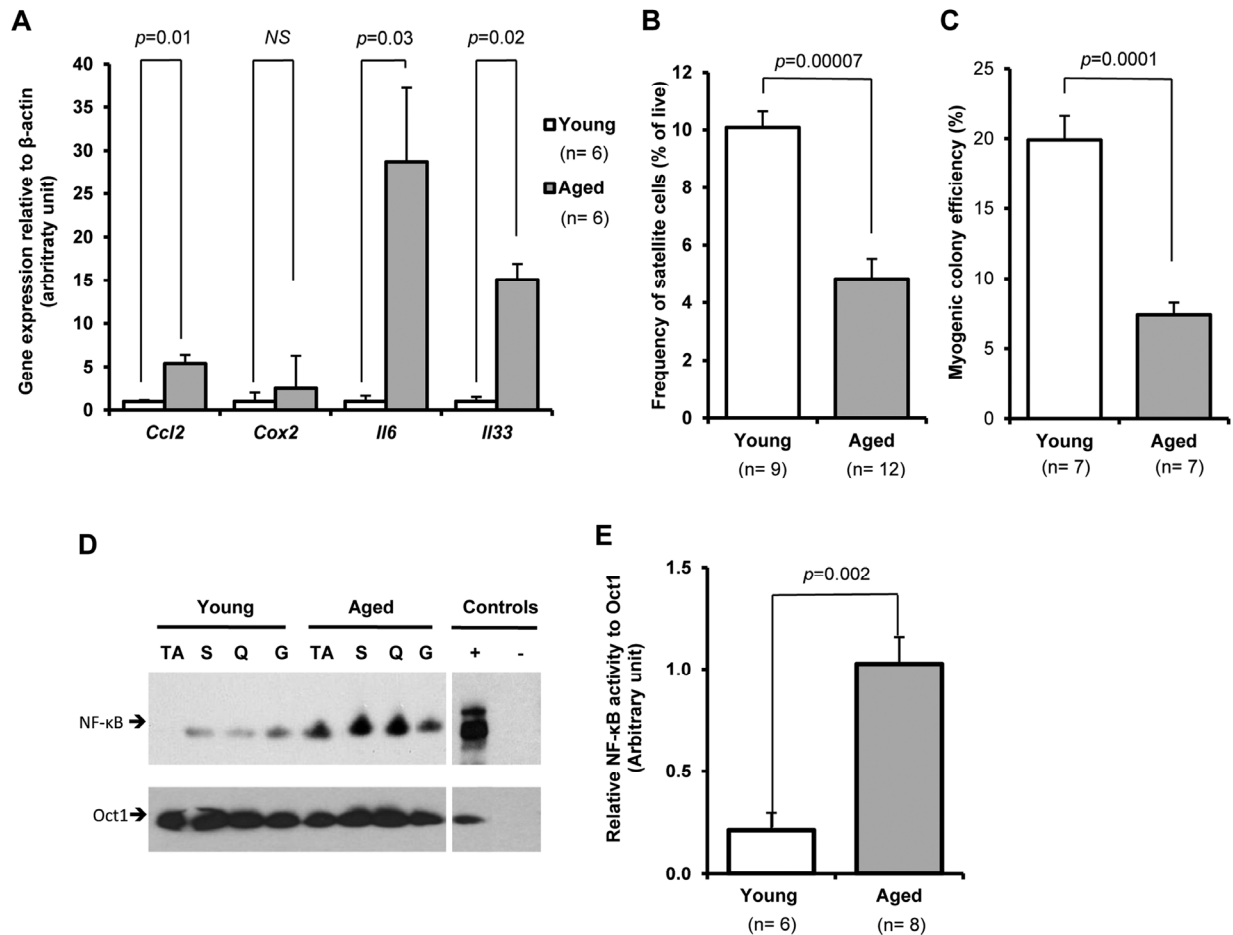 A
p=0.01
NS
p=0.03
p=0.02
Gene expression relative to β-actin
(arbritraty unit)
40
35
30
25
20
15
10
5
0
Ccl2
Cox2
Il6
Il33
Young
(n= 6)
Aged
(n= 6)
B
p=0.00007
Frequency of satellite cells (% of live)
12
10
8
6
4
2
0
Young
Aged
(n= 9)
(n= 12)
C
p=0.0001
Myogenic colony efficiency (%)
25
20
15
10
5
0
Young
Aged
(n= 7)
(n= 7)
D
Young
Aged
Controls
TA S Q G TA S Q G + -
NF-κB
Oct1
E
p=0.002
Relative NF-κB activity to Oct1
(Arbitrary unit)
1.5
1.0
0.5
0.0
Young
Aged
(n= 6)
(n= 8)